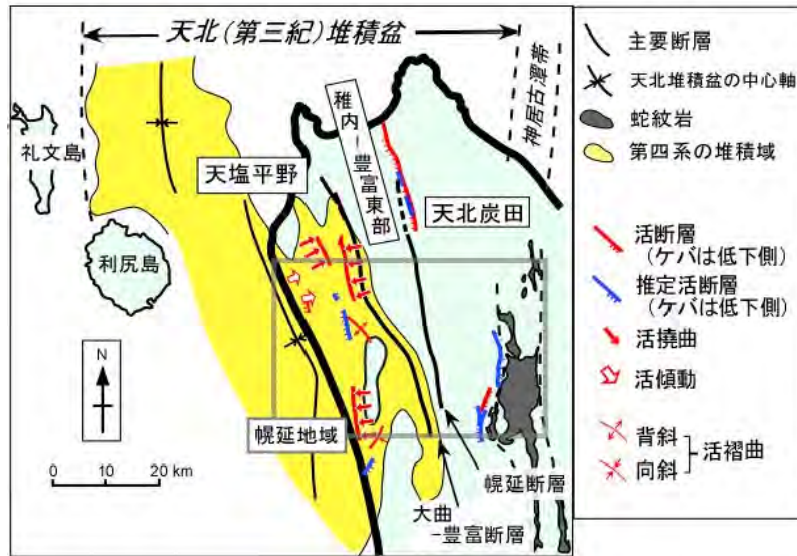 天北(第三紀)堆積盆
神居古潭帯
礼文島
利尻島
天塩平野
稚内－豊富東部
天北炭田
幌延地域
幌延断層
大曲
－豊富断層
N
0 10 20 km
主要断層
天北堆積盆の中心軸
蛇紋岩
第四系の堆積域
活断層
(ケバは低下側)
推定活断層
(ケバは低下側)
活撓曲
活傾動
背斜
向斜
活褶曲